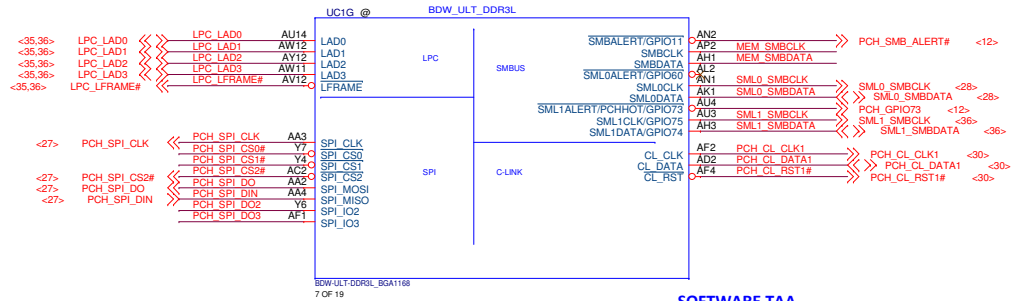 UC1G @ BDW_ULT_DDR3L
<35,36> LPC_LAD0 LPC_LAD0 AU14 LAD0
<35,36> LPC_LAD1 LPC_LAD1 AW12 LAD1
<35,36> LPC_LAD2 LPC_LAD2 AY12 LAD2
<35,36> LPC_LAD3 LPC_LAD3 AW11 LAD3
<35,36> LPC_LFRAME# LPC_LFRAME# AV12 LFRAME
LPC
SMBUS
SMBALERT/GPIO11 AN2 PCH_SMB_ALERT# <12>
SMBCLK AP2 MEM_SMBCLK
SMBDATA AH1 MEM_SMBDATA
SML0ALERT/GPIO60 AL2
SML0CLK AN1 SML0_SMBCLK SML0_SMBCLK <28>
SML0DATA AK1 SML0_SMBDATA SML0_SMBDATA <28>
SML1ALERT/PCHHOT/GPIO73 AU4 PCH_GPIO73 <12>
SML1CLK/GPIO75 AU3 SML1_SMBCLK SML1_SMBCLK <36>
SML1DATA/GPIO74 AH3 SML1_SMBDATA SML1_SMBDATA <36>
<27> PCH_SPI_CLK PCH_SPI_CLK AA3 SPI_CLK
PCH_SPI_CS0# Y7 SPI_CS0
PCH_SPI_CS1# Y4 SPI_CS1
<27> PCH_SPI_CS2# PCH_SPI_CS2# AC2 SPI_CS2
<27> PCH_SPI_DO PCH_SPI_DO AA2 SPI_MOSI
<27> PCH_SPI_DIN PCH_SPI_DIN AA4 SPI_MISO
PCH_SPI_DO2 Y6 SPI_IO2
PCH_SPI_DO3 AF1 SPI_IO3
SPI
C-LINK
CL_CLK AF2 PCH_CL_CLK1 PCH_CL_CLK1 <30>
CL_DATA AD2 PCH_CL_DATA1 PCH_CL_DATA1 <30>
CL_RST AF4 PCH_CL_RST1# PCH_CL_RST1# <30>
BDW-ULT-DDR3L_BGA1168
7 OF 19
SOFTWARE TAA